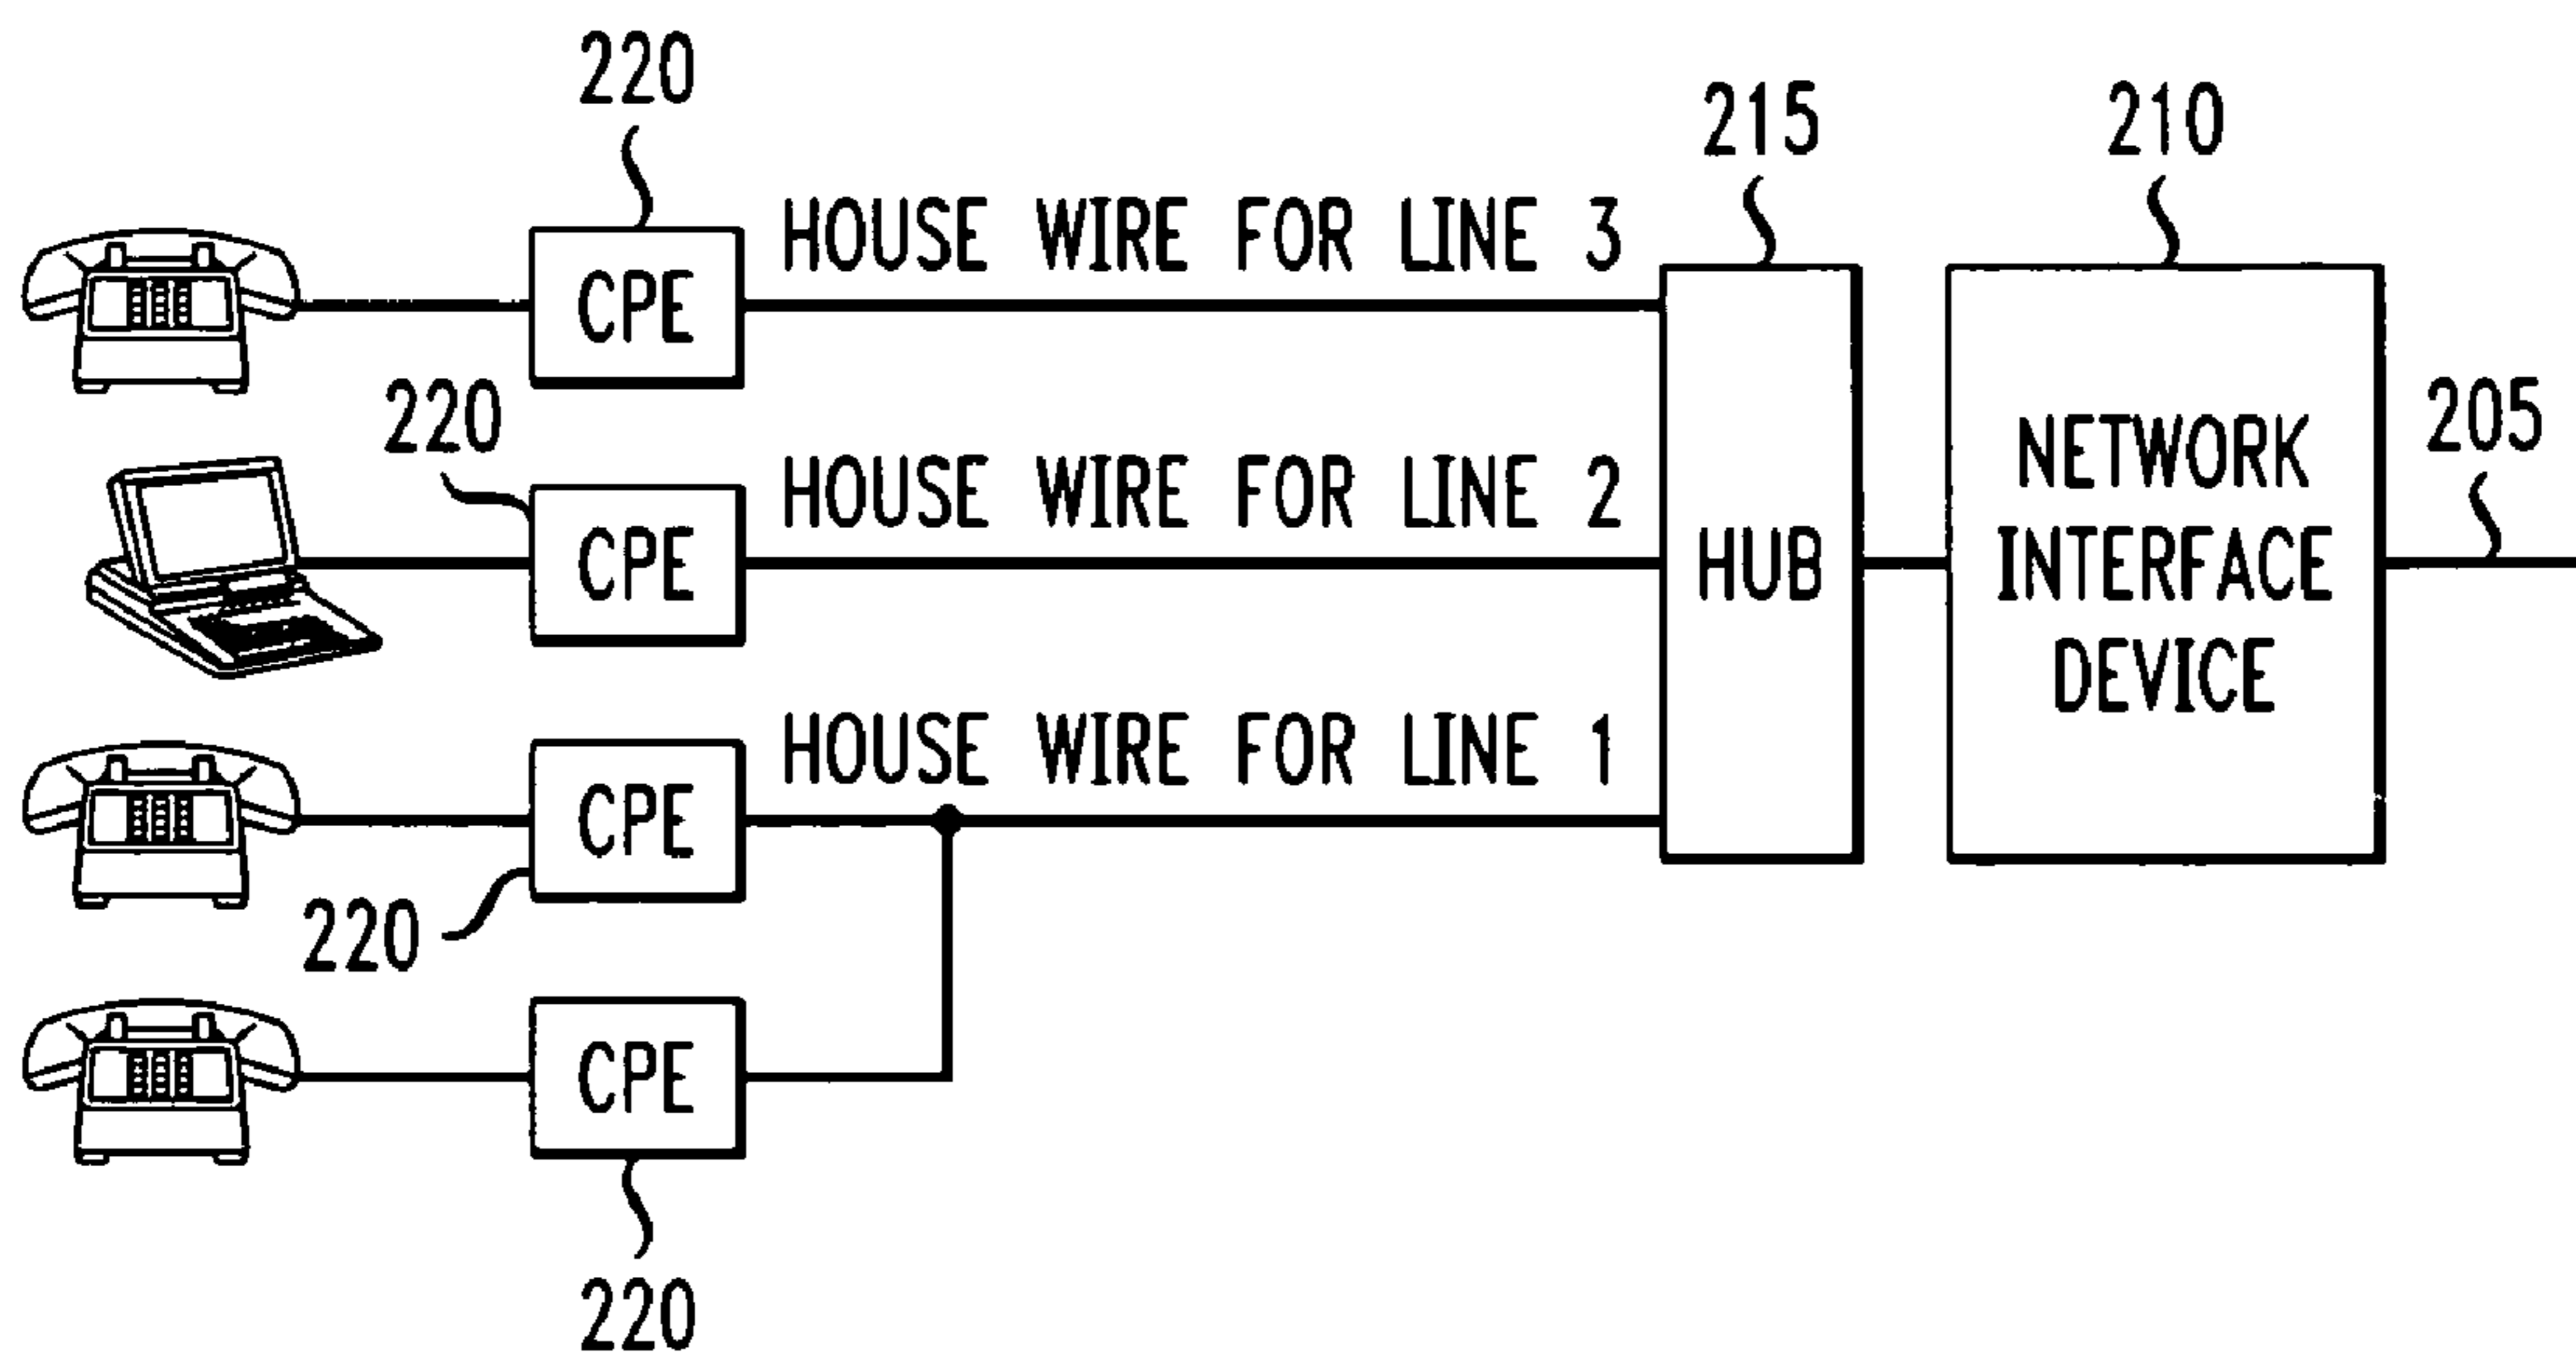 220
215
210
HOUSE WIRE FOR LINE 3
CPE
220
205
HOUSE WIRE FOR LINE 2
NETWORK
INTERFACE
DEVICE
CPE
HUB
HOUSE WIRE FOR LINE 1
CPE
220
CPE
220